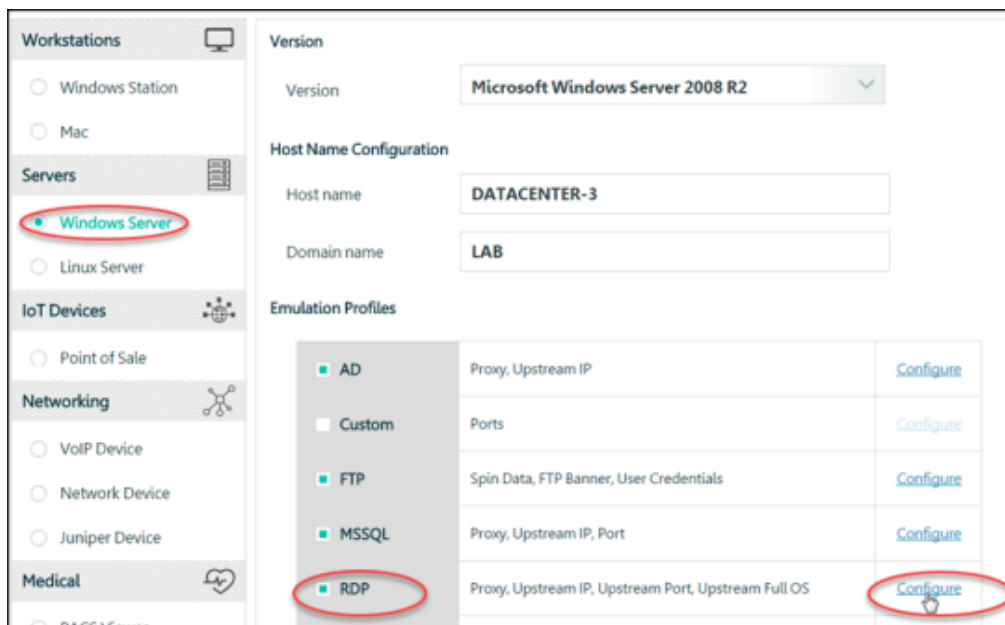 Workstations
Windows Station
Mac
Servers
Windows Server
Linux Server
IoT Devices
Point of Sale
Networking
VoIP Device
Network Device
Juniper Device
Medical
Version
Version Microsoft Windows Server 2008 R2
Host Name Configuration
Host name DATACENTER-3
Domain name LAB
Emulation Profiles
AD Proxy, Upstream IP Configure
Custom Ports Configure
FTP Spin Data, FTP Banner, User Credentials Configure
MSSQL Proxy, Upstream IP, Port Configure
RDP Proxy, Upstream IP, Upstream Port, Upstream Full OS Configure